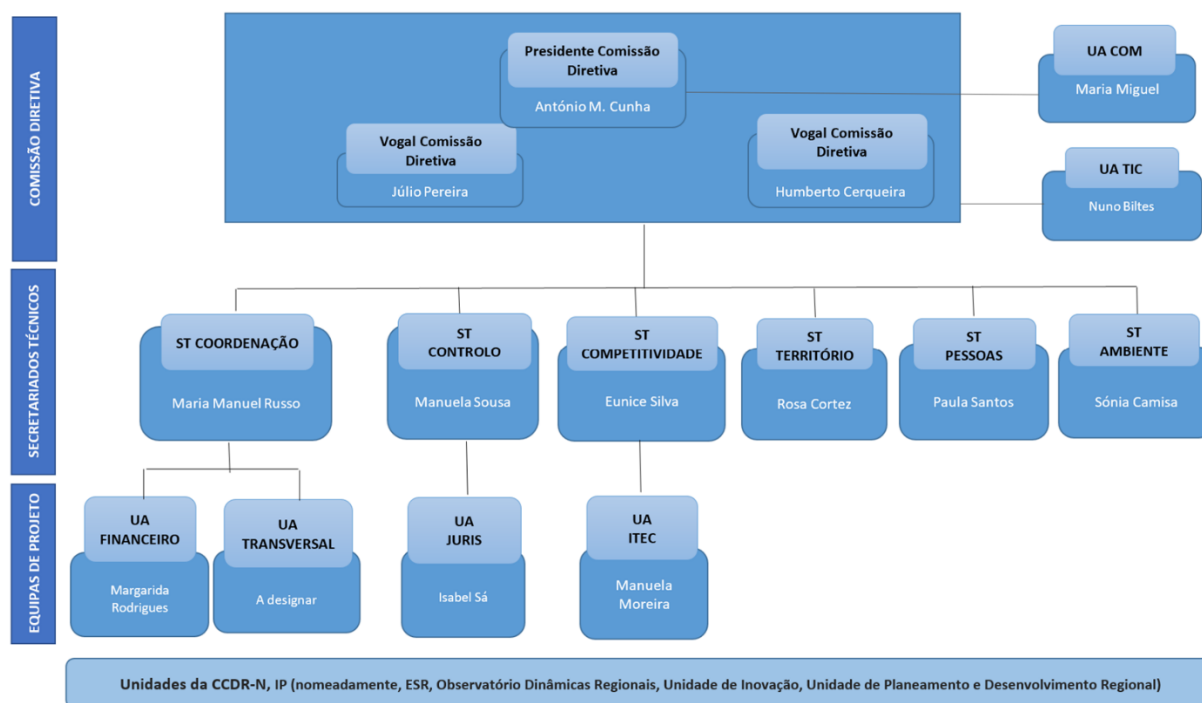 COMISSÃO DIRETIVA
Presidente Comissão
Diretiva
António M. Cunha
Vogal Comissão
Diretiva
Júlio Pereira
Vogal Comissão
Diretiva
Humberto Cerqueira
UA COM
Maria Miguel
UA TIC
Nuno Biltes
SECRETARIADOS TÉCNICOS
ST COORDENAÇÃO
Maria Manuel Russo
ST
CONTROLO
Manuela Sousa
ST
COMPETITIVIDADE
Eunice Silva
ST
TERRITÓRIO
Rosa Cortez
ST
PESSOAS
Paula Santos
ST
AMBIENTE
Sónia Camisa
EQUIPAS DE PROJETO
UA
FINANCEIRO
Margarida
Rodrigues
UA
TRANSVERSAL
A designar
UA
JURIS
Isabel Sá
UA
ITEC
Manuela
Moreira
Unidades da CCDR-N, IP (nomeadamente, ESR, Observatório Dinâmicas Regionais, Unidade de Inovação, Unidade de Planeamento e Desenvolvimento Regional)